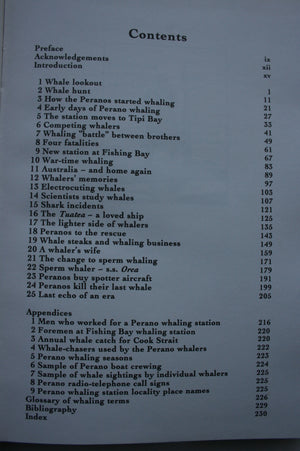 Contents
Preface ix
Acknowledgements xii
Introduction xv
1 Whale lookout 1
2 Whale hunt 11
3 How the Peranos started whaling 21
4 Early days of Perano whaling 27
5 The station moves to Tipi Bay 33
6 Competing whalers 41
7 Whaling "battle" between brothers 49
8 Four fatalities 61
9 New station at Fishing Bay 67
10 War-time whaling 83
11 Australia – and home again 89
12 Whalers' memories 97
13 Electrocuting whales 103
14 Scientists study whales 107
15 Shark incidents 121
16 The Tuatea – a loved ship 125
17 The lighter side of whalers 135
18 Peranos to the rescue 143
19 Whale steaks and whaling business 149
20 A whaler's wife 159
21 The change to sperm whaling 171
22 Sperm whaler – s.s. Orca 179
23 Peranos buy spotter aircraft 191
24 Peranos kill their last whale 199
25 Last echo of an era 205
Appendices
1 Men who worked for a Perano whaling station 216
2 Foremen at Fishing Bay whaling station 220
3 Annual whale catch for Cook Strait 220
4 Whale-chasers used by the Perano whalers 222
5 Perano whaling seasons 223
6 Sample of Perano boat crewing 224
7 Sample of whale sightings by individual whalers 225
8 Perano radio-telephone call signs 225
9 Perano whaling station locality place names 225
Glossary of whaling terms 226
Bibliography 229
Index 230